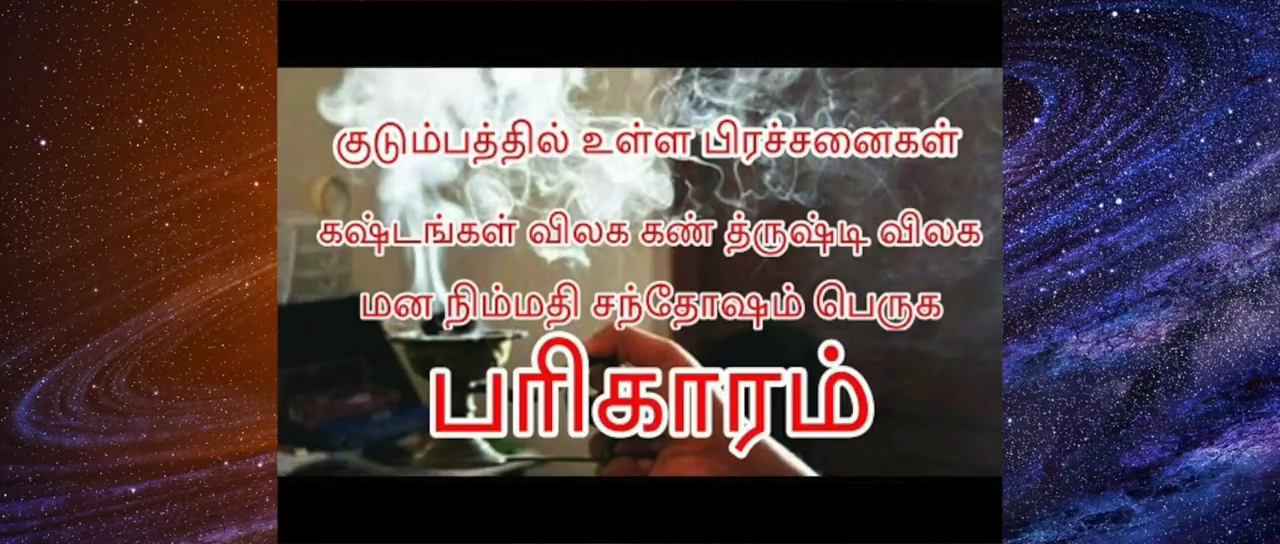 குடும்பத்தில் உள்ள பிரச்சனைகள்
கஷ்டங்கள் விலக கண் த்ருஷ்டி விலக
மன நிம்மதி சந்தோஷம் பெருக
பரிகாரம்